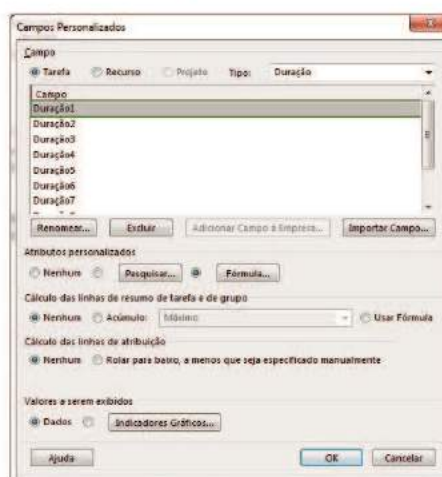 Campos Personalizados
Campo
Tarefa Recurso Projeto Tipo: Duração
Campo
Duração1
Duração2
Duração3
Duração4
Duração5
Duração6
Duração7
Renomear... Excluir Adicionar Campo à Empresa... Importar Campo...
Atributos personalizados
Nenhum Pesquisar... Fórmula...
Cálculo das linhas de resumo de tarefa e de grupo
Nenhum Acúmulo: Máximo Usar Fórmula
Cálculo das linhas de atribuição
Nenhum Rolar para baixo, a menos que seja especificado manualmente
Valores a serem exibidos
Dados Indicadores Gráficos...
Ajuda OK Cancelar